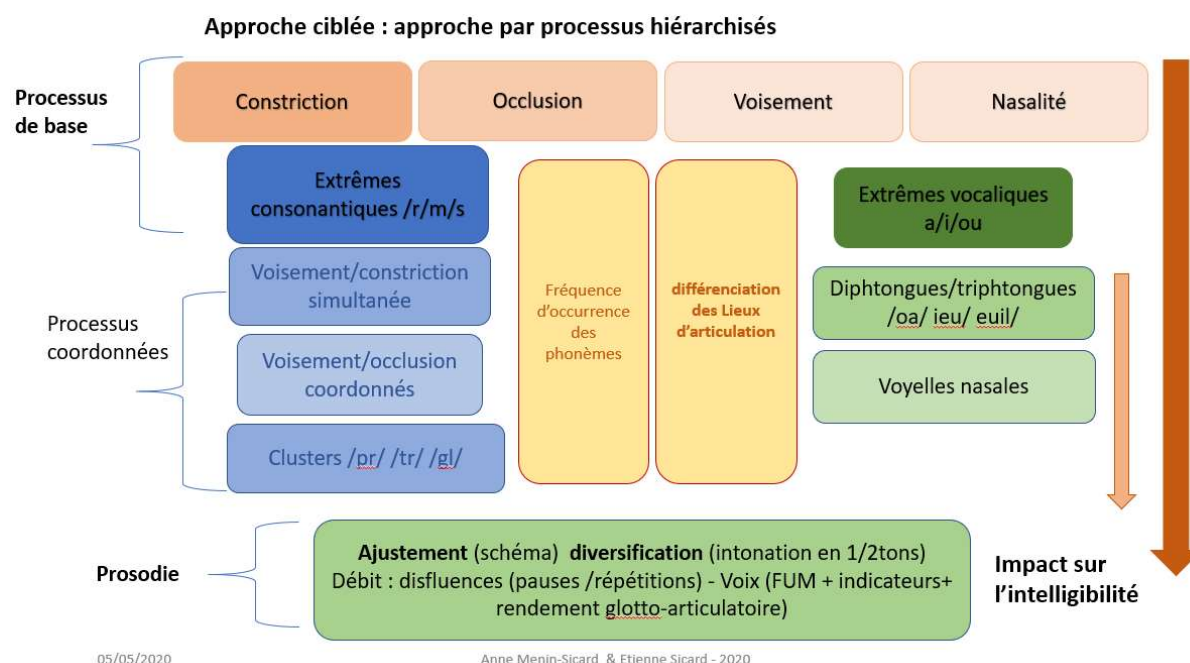 Approche ciblée : approche par processus hiérarchisés
Processus
de base
Constriction
Occlusion
Voisement
Nasalité
Extrêmes
consonantiques /r/m/s
Extrêmes vocaliques
a/i/ou
Processus
coordonnées
Voisement/constriction
simultanée
Voisement/occlusion
coordonnés
Clusters /pr/ /tr/ /gl/
Fréquence
d'occurrence
des
phonèmes
différenciation
des Lieux
d'articulation
Diphtongues/triphtongues
/oa/ ieu/ euil/
Voyelles nasales
Prosodie
Ajustement (schéma) diversification (intonation en 1/2tons)
Débit : disfluences (pauses /répétitions) - Voix (FUM + indicateurs+
rendement glotto-articulatoire)
Impact sur
l'intelligibilité
05/05/2020
Anne Menin-Sicard & Etienne Sicard - 2020